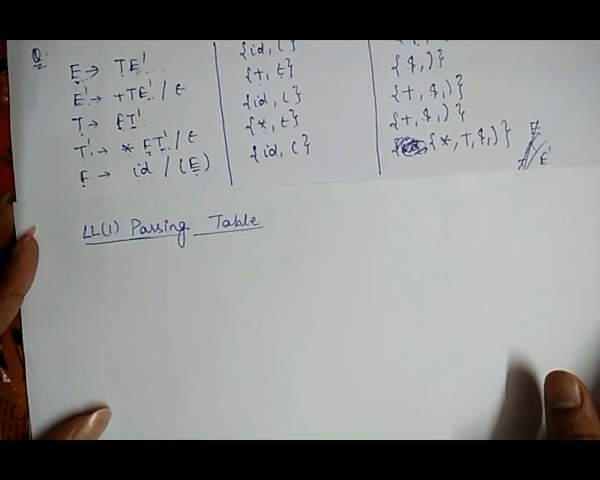 Q.
E → TE' {id, (}
E' → +TE' / ε {+, ε} {$, )}
T → FT' {id, (} {+, $, )}
T' → *FT' / ε {*, ε} {+, $, )}
F → id / (E) {id, (} {*, +, $, )}
LL(1) Parsing Table